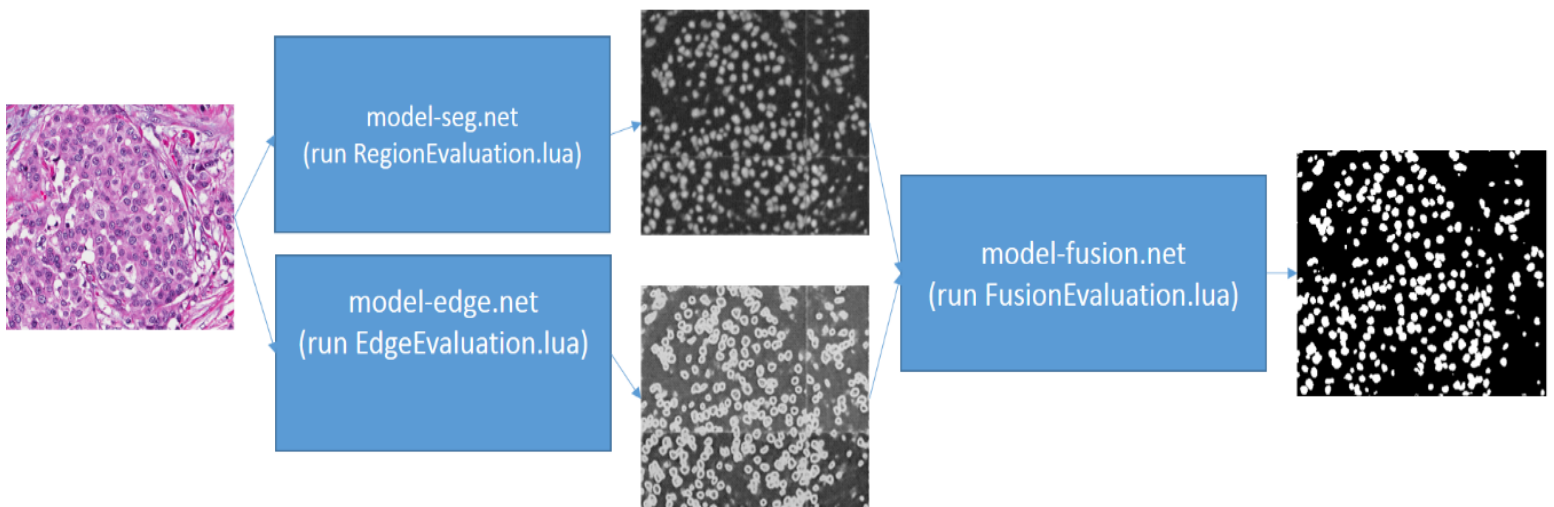 model-seg.net
(run RegionEvaluation.lua)
model-edge.net
(run EdgeEvaluation.lua)
model-fusion.net
(run FusionEvaluation.lua)